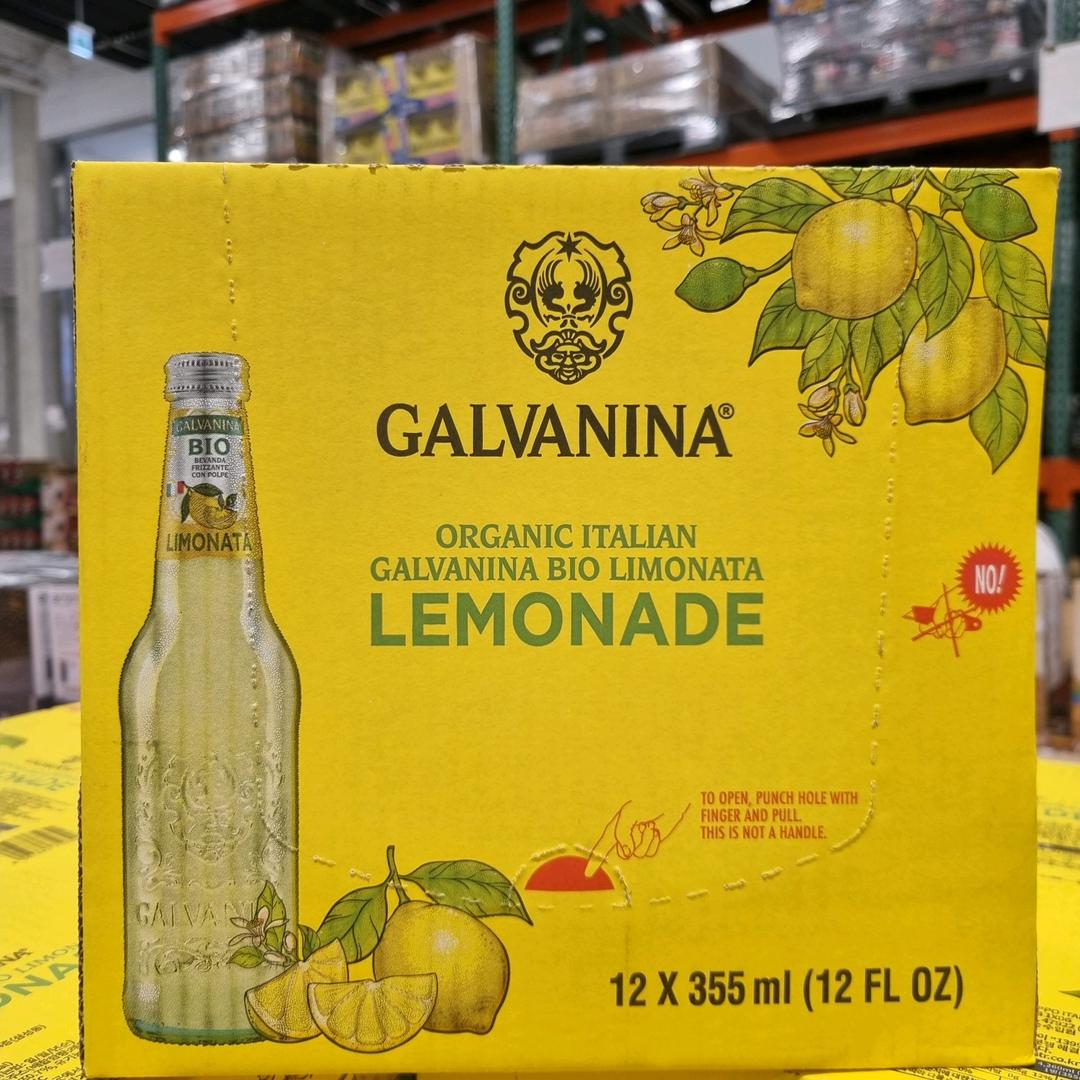 GALVANINA®
ORGANIC ITALIAN
GALVANINA BIO LIMONATA
LEMONADE
GALVANINA
BIO
BEVANDA
FRIZZANTE
CON POLPE
LIMONATA
NO!
TO OPEN, PUNCH HOLE WITH
FINGER AND PULL.
THIS IS NOT A HANDLE.
12 X 355 ml (12 FL OZ)